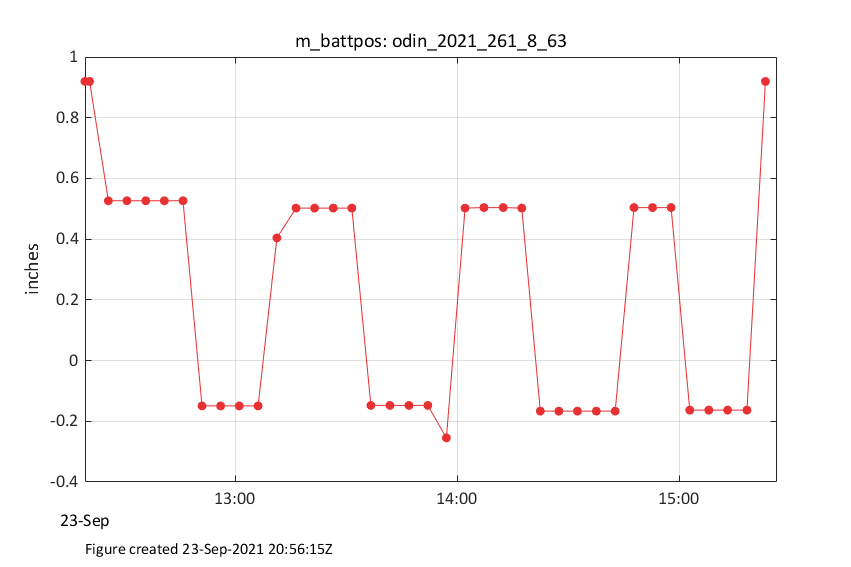 m_battpos: odin_2021_261_8_63
1
0.8
0.6
0.4
0.2
0
-0.2
-0.4
inches
13:00 14:00 15:00
23-Sep
Figure created 23-Sep-2021 20:56:15Z